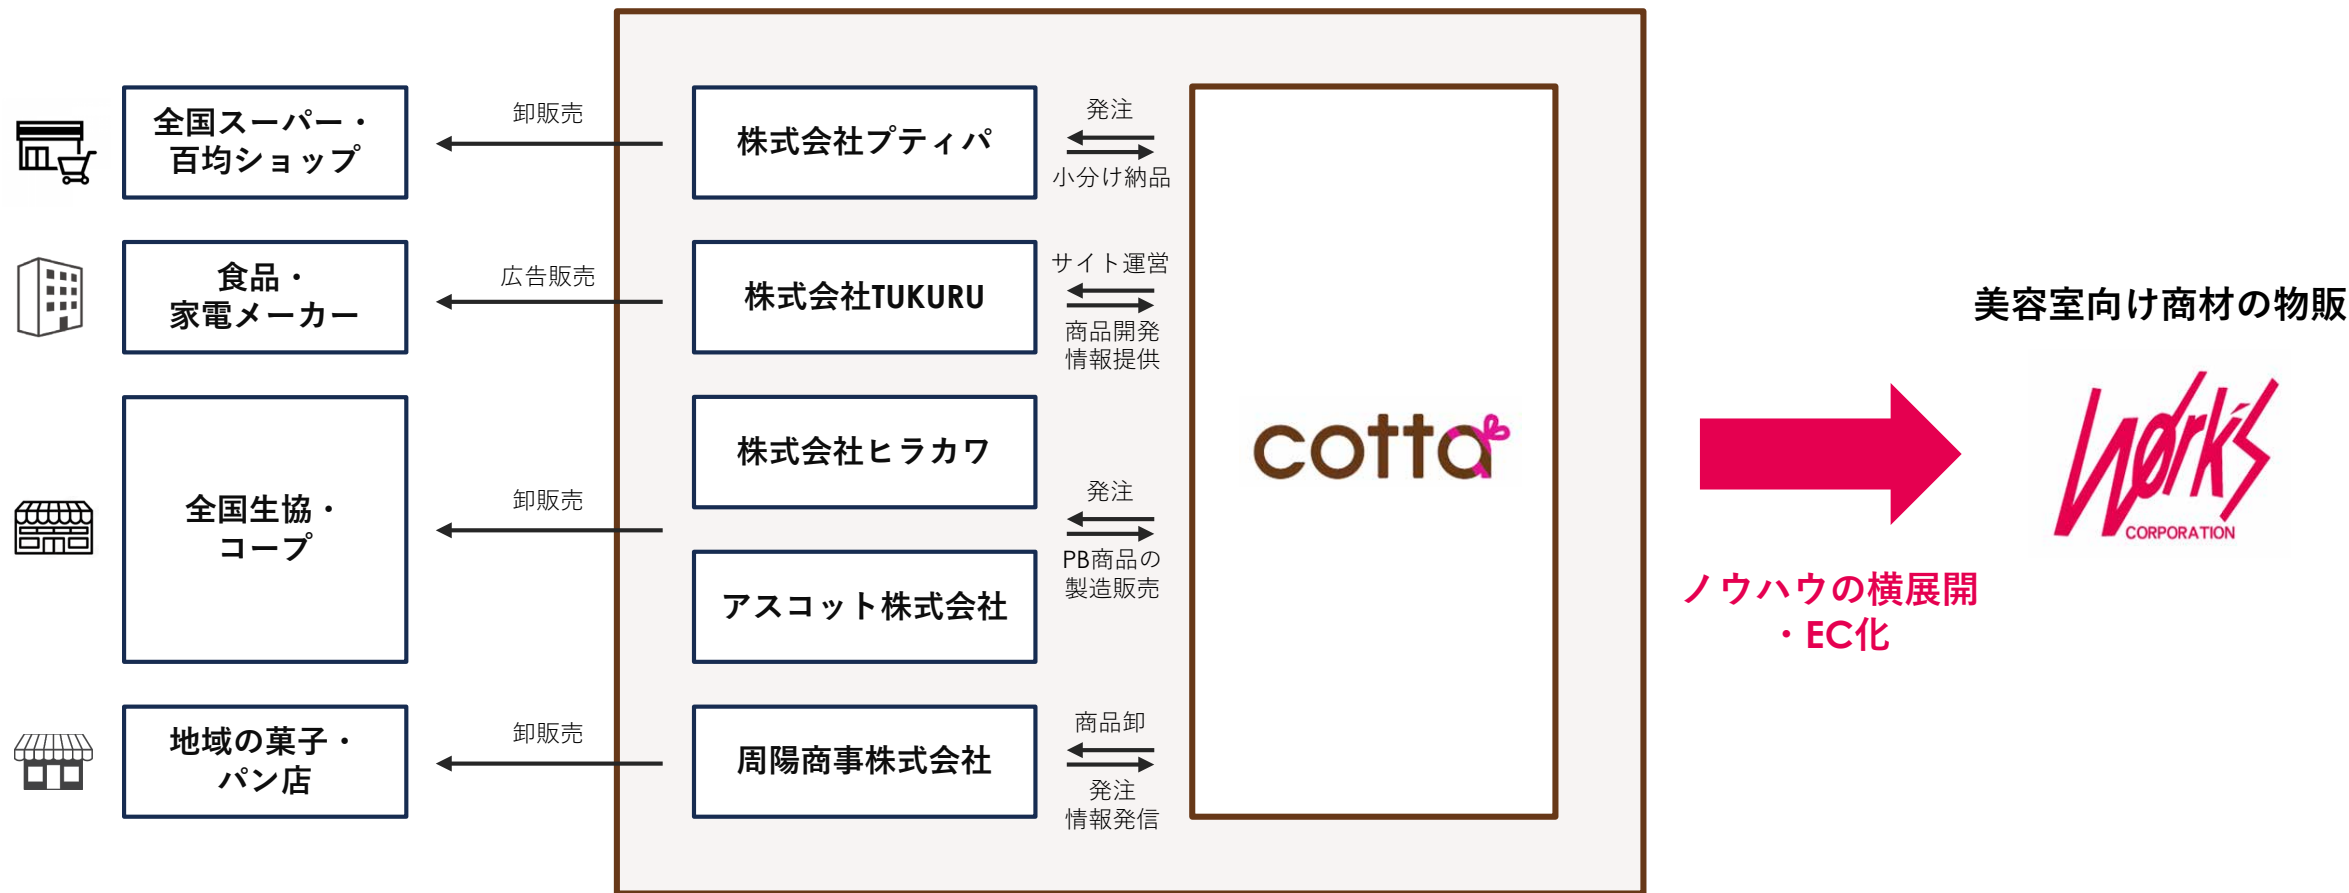 全国スーパー・
百均ショップ
卸販売
株式会社プティパ
発注
小分け納品
食品・
家電メーカー
広告販売
株式会社TUKURU
サイト運営
商品開発
情報提供
全国生協・
コープ
卸販売
株式会社ヒラカワ
アスコット株式会社
発注
PB商品の
製造販売
地域の菓子・
パン店
卸販売
周陽商事株式会社
商品卸
発注
情報発信
cotta
ノウハウの横展開
・EC化
美容室向け商材の物販
Work's
CORPORATION